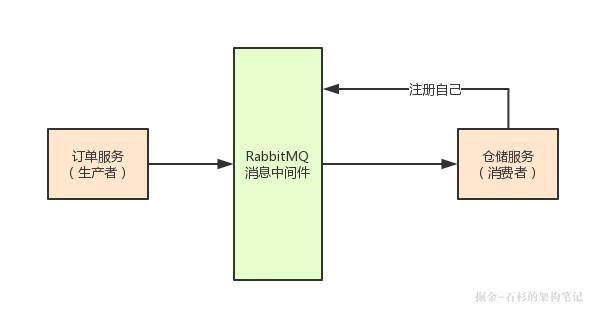 注册自己
订单服务
（生产者）
RabbitMQ
消息中间件
仓储服务
（消费者）
掘金-石杉的架构笔记